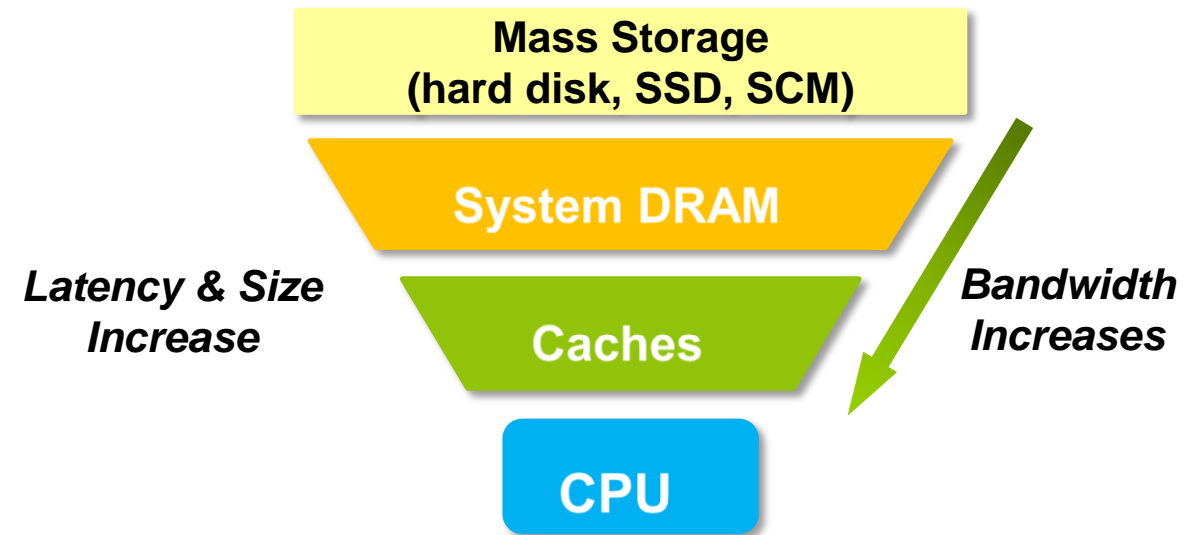 Mass Storage
(hard disk, SSD, SCM)
System DRAM
Latency & Size
Increase
Bandwidth
Increases
Caches
CPU